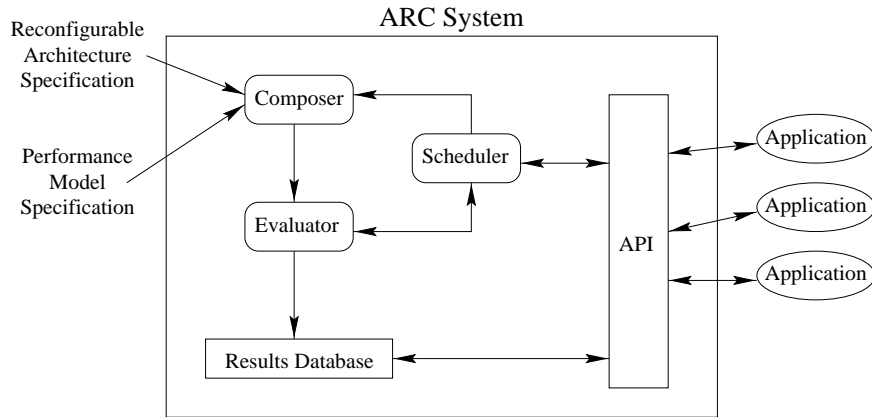 ARC System
Reconfigurable
Architecture
Specification
Composer
Performance
Model
Specification
Scheduler
Evaluator
API
Results Database
Application
Application
Application